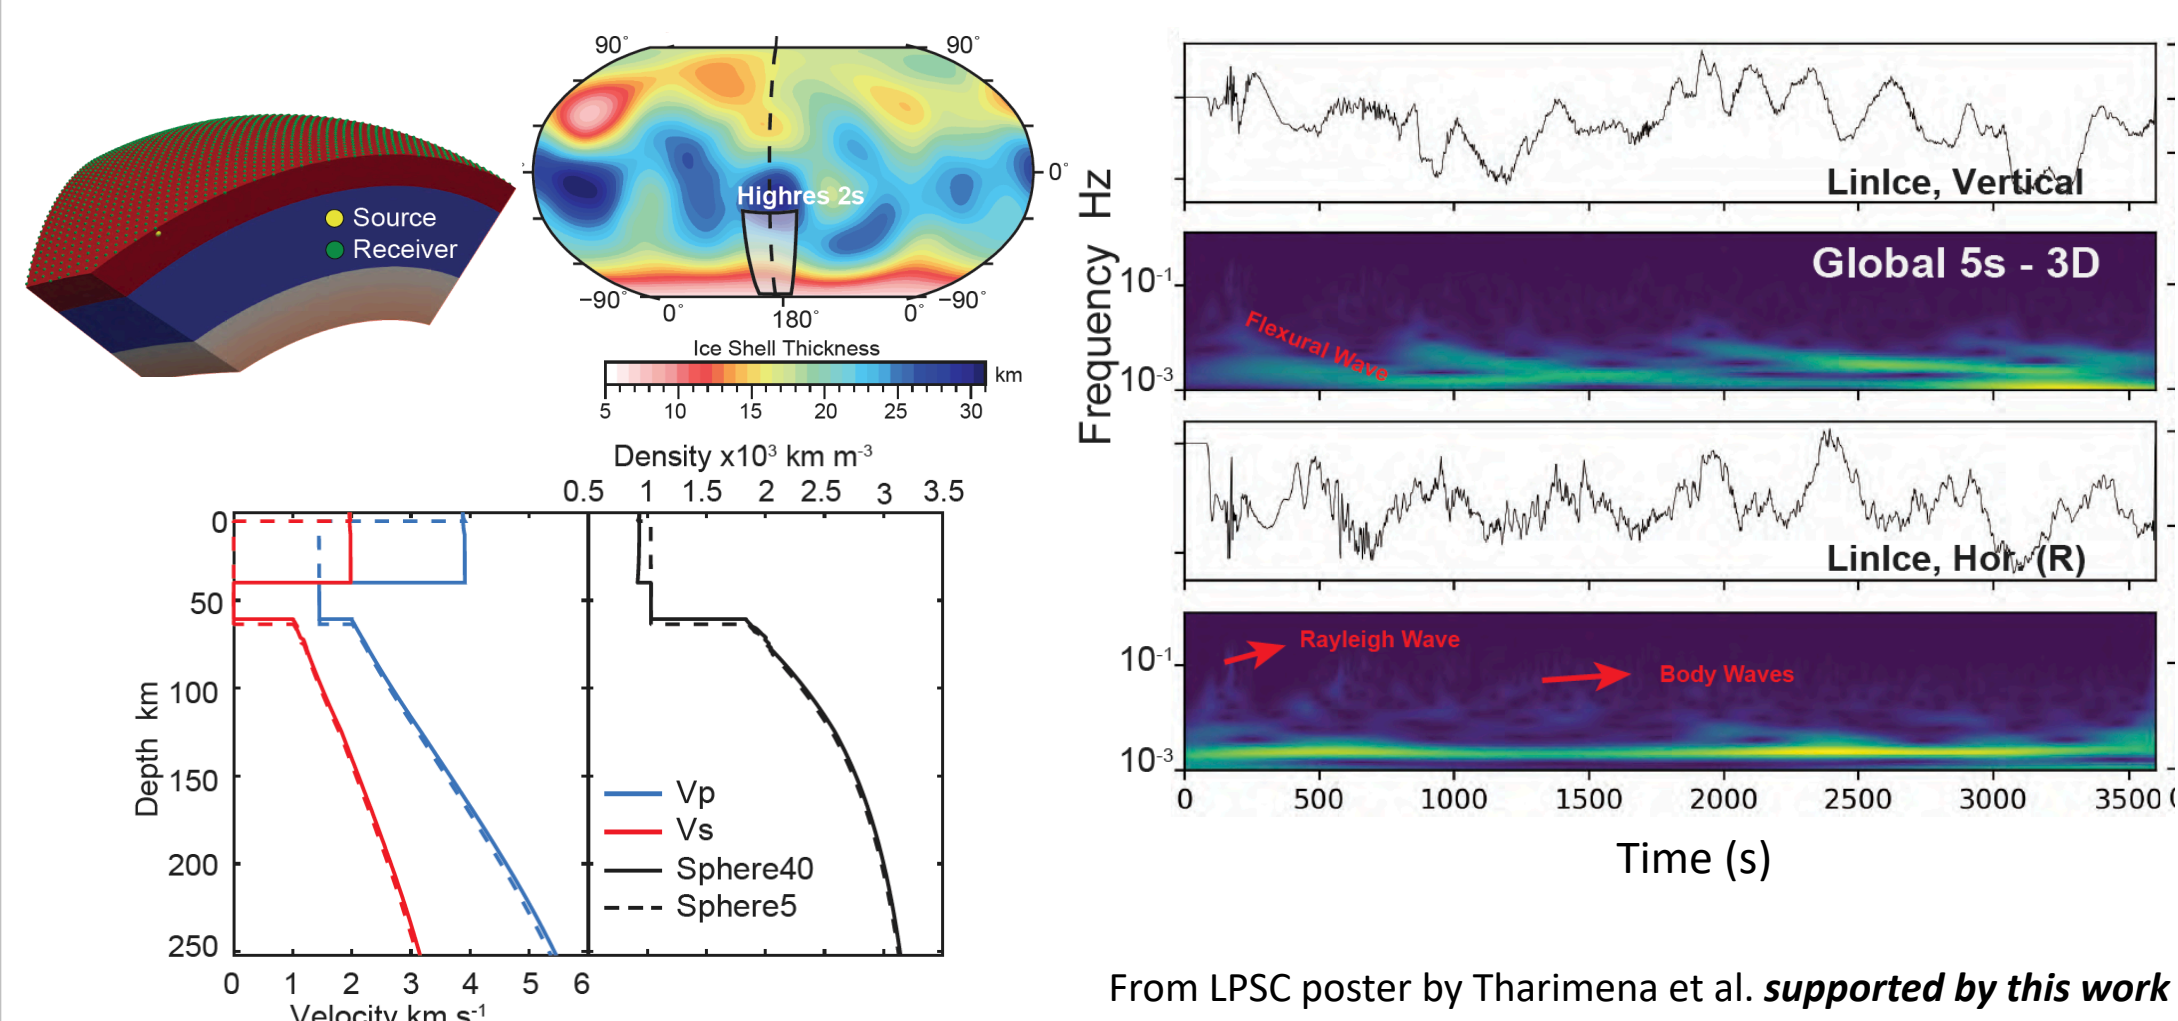 Source
Receiver
90° 90°
Highres 2s
0°
−90° −90°
0° 180° 0°
Ice Shell Thickness
km
5 10 15 20 25 30
Density x10³ km m⁻³
0.5 1 1.5 2 2.5 3 3.5
0
50
100
150
200
250
Depth km
Vp
Vs
Sphere40
Sphere5
0 1 2 3 4 5 6
Velocity km s⁻¹
Frequency Hz
LinIce, Vertical
Global 5s - 3D
10⁻¹
Flexural Wave
10⁻³
LinIce, Hor. (R)
Rayleigh Wave
10⁻¹
Body Waves
10⁻³
0 500 1000 1500 2000 2500 3000 3500
Time (s)
From LPSC poster by Tharimena et al. supported by this work